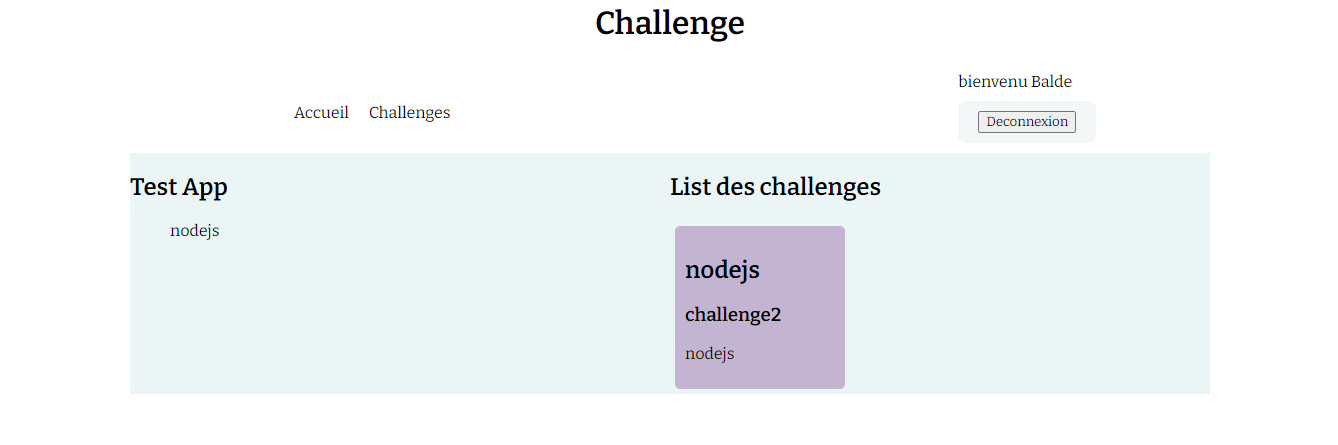 Challenge
bienvenu Balde
Accueil Challenges
Deconnexion
Test App
nodejs
List des challenges
nodejs
challenge2
nodejs